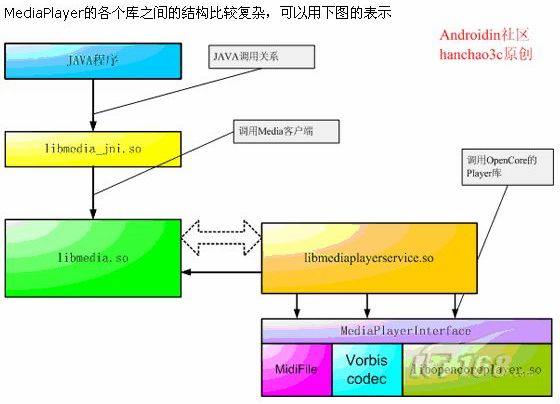 MediaPlayer的各个库之间的结构比较复杂，可以用下图的表示
Androidin社区
hanchao3c原创
JAVA程序
JAVA调用关系
调用Media客户端
libmedia_jni.so
调用OpenCore的
Player库
libmedia.so
libmediaplayerservice.so
MediaPlayerInterface
MidiFile
Vorbis
codec
libopencoreplayer.so
IT168.com